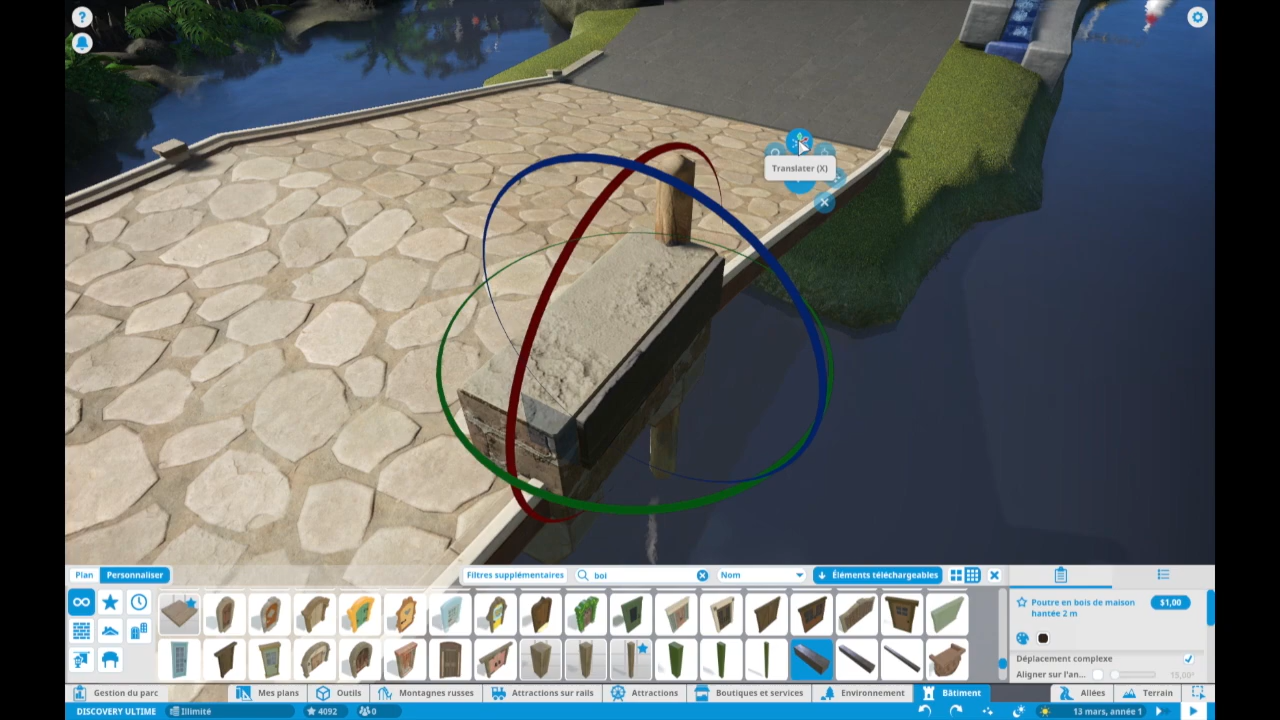 ?
Translater (X)
Plan
Personnaliser
Filtres supplémentaires
boi
Nom
Éléments téléchargeables
Poutre en bois de maison
hantée 2 m
$1,00
Déplacement complexe
Aligner sur l'an...
15,00°
Gestion du parc
Mes plans
Outils
Montagnes russes
Attractions sur rails
Attractions
Boutiques et services
Environnement
Bâtiment
Allées
Terrain
DISCOVERY ULTIME
Illimité
4092
0
13 mars, année 1